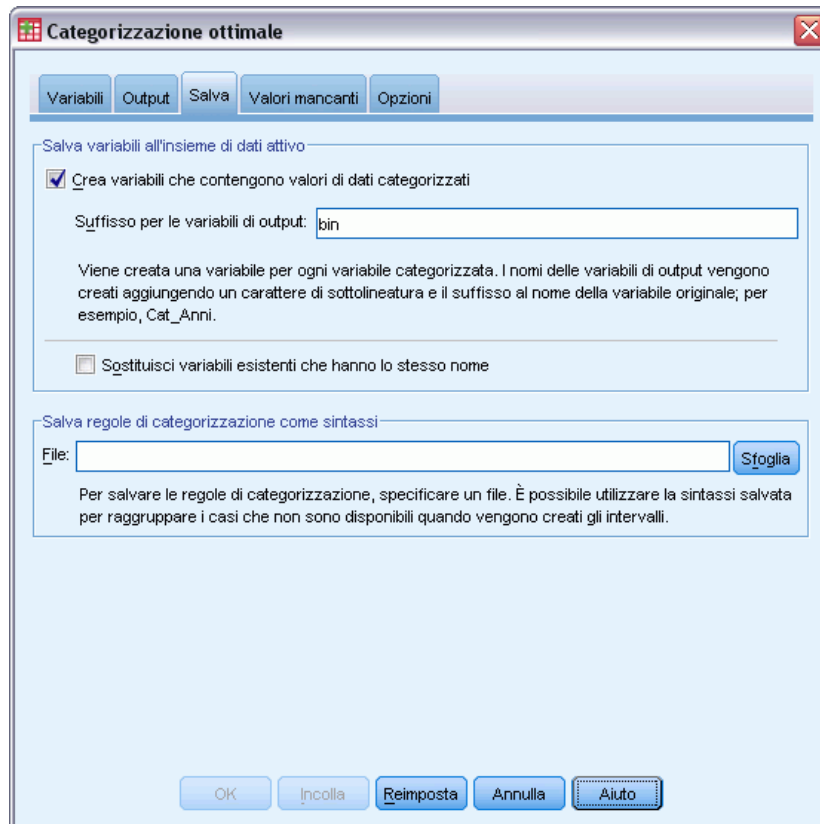 Categorizzazione ottimale
Variabili Output Salva Valori mancanti Opzioni
Salva variabili all'insieme di dati attivo
Crea variabili che contengono valori di dati categorizzati
Suffisso per le variabili di output: bin
Viene creata una variabile per ogni variabile categorizzata. I nomi delle variabili di output vengono
creati aggiungendo un carattere di sottolineatura e il suffisso al nome della variabile originale; per
esempio, Cat_Anni.
Sostituisci variabili esistenti che hanno lo stesso nome
Salva regole di categorizzazione come sintassi
File: Sfoglia
Per salvare le regole di categorizzazione, specificare un file. È possibile utilizzare la sintassi salvata
per raggruppare i casi che non sono disponibili quando vengono creati gli intervalli.
OK Incolla Reimposta Annulla Aiuto